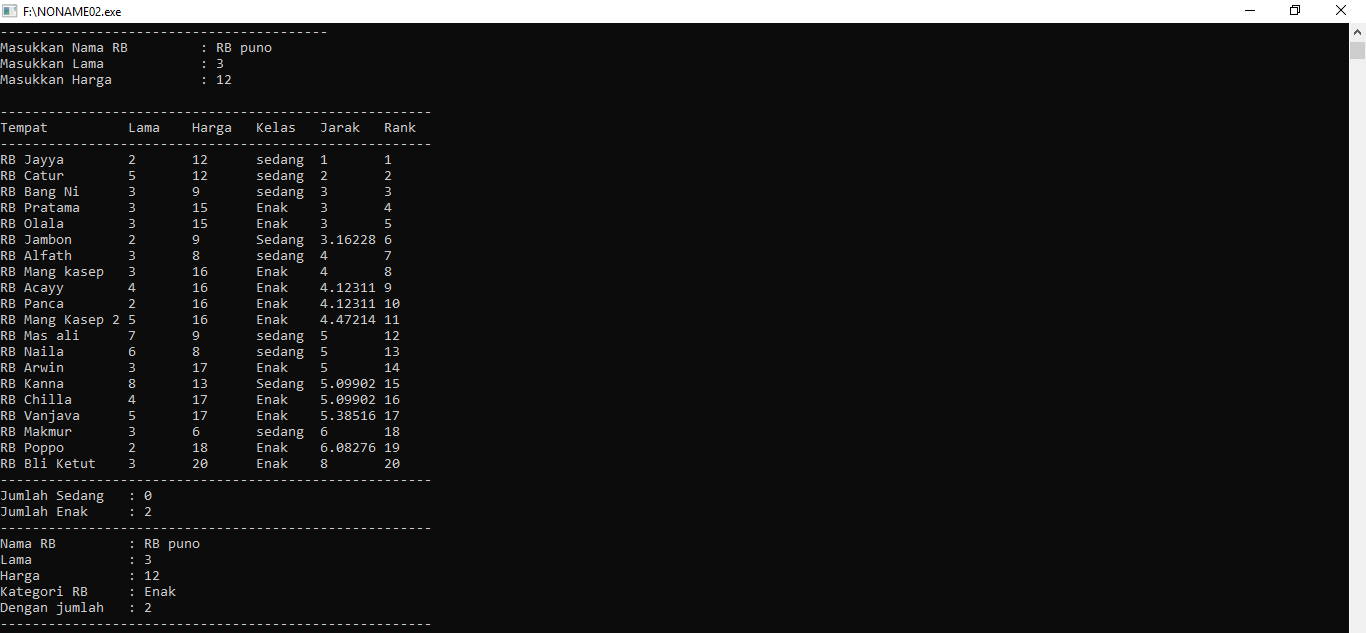 F:\NONAME02.exe
-----------------------------------------
Masukkan Nama RB         : RB puno
Masukkan Lama            : 3
Masukkan Harga           : 12
------------------------------------------------------
Tempat          Lama    Harga   Kelas   Jarak   Rank
------------------------------------------------------
RB Jayya        2       12      sedang  1       1
RB Catur        5       12      sedang  2       2
RB Bang Ni      3       9       sedang  3       3
RB Pratama      3       15      Enak    3       4
RB Olala        3       15      Enak    3       5
RB Jambon       2       9       Sedang  3.16228 6
RB Alfath       3       8       sedang  4       7
RB Mang kasep   3       16      Enak    4       8
RB Acayy        4       16      Enak    4.12311 9
RB Panca        2       16      Enak    4.12311 10
RB Mang Kasep 2 5       16      Enak    4.47214 11
RB Mas ali      7       9       sedang  5       12
RB Naila        6       8       sedang  5       13
RB Arwin        3       17      Enak    5       14
RB Kanna        8       13      Sedang  5.09902 15
RB Chilla       4       17      Enak    5.09902 16
RB Vanjava      5       17      Enak    5.38516 17
RB Makmur       3       6       sedang  6       18
RB Poppo        2       18      Enak    6.08276 19
RB Bli Ketut    3       20      Enak    8       20
------------------------------------------------------
Jumlah Sedang   : 0
Jumlah Enak     : 2
------------------------------------------------------
Nama RB         : RB puno
Lama            : 3
Harga           : 12
Kategori RB     : Enak
Dengan jumlah   : 2
------------------------------------------------------